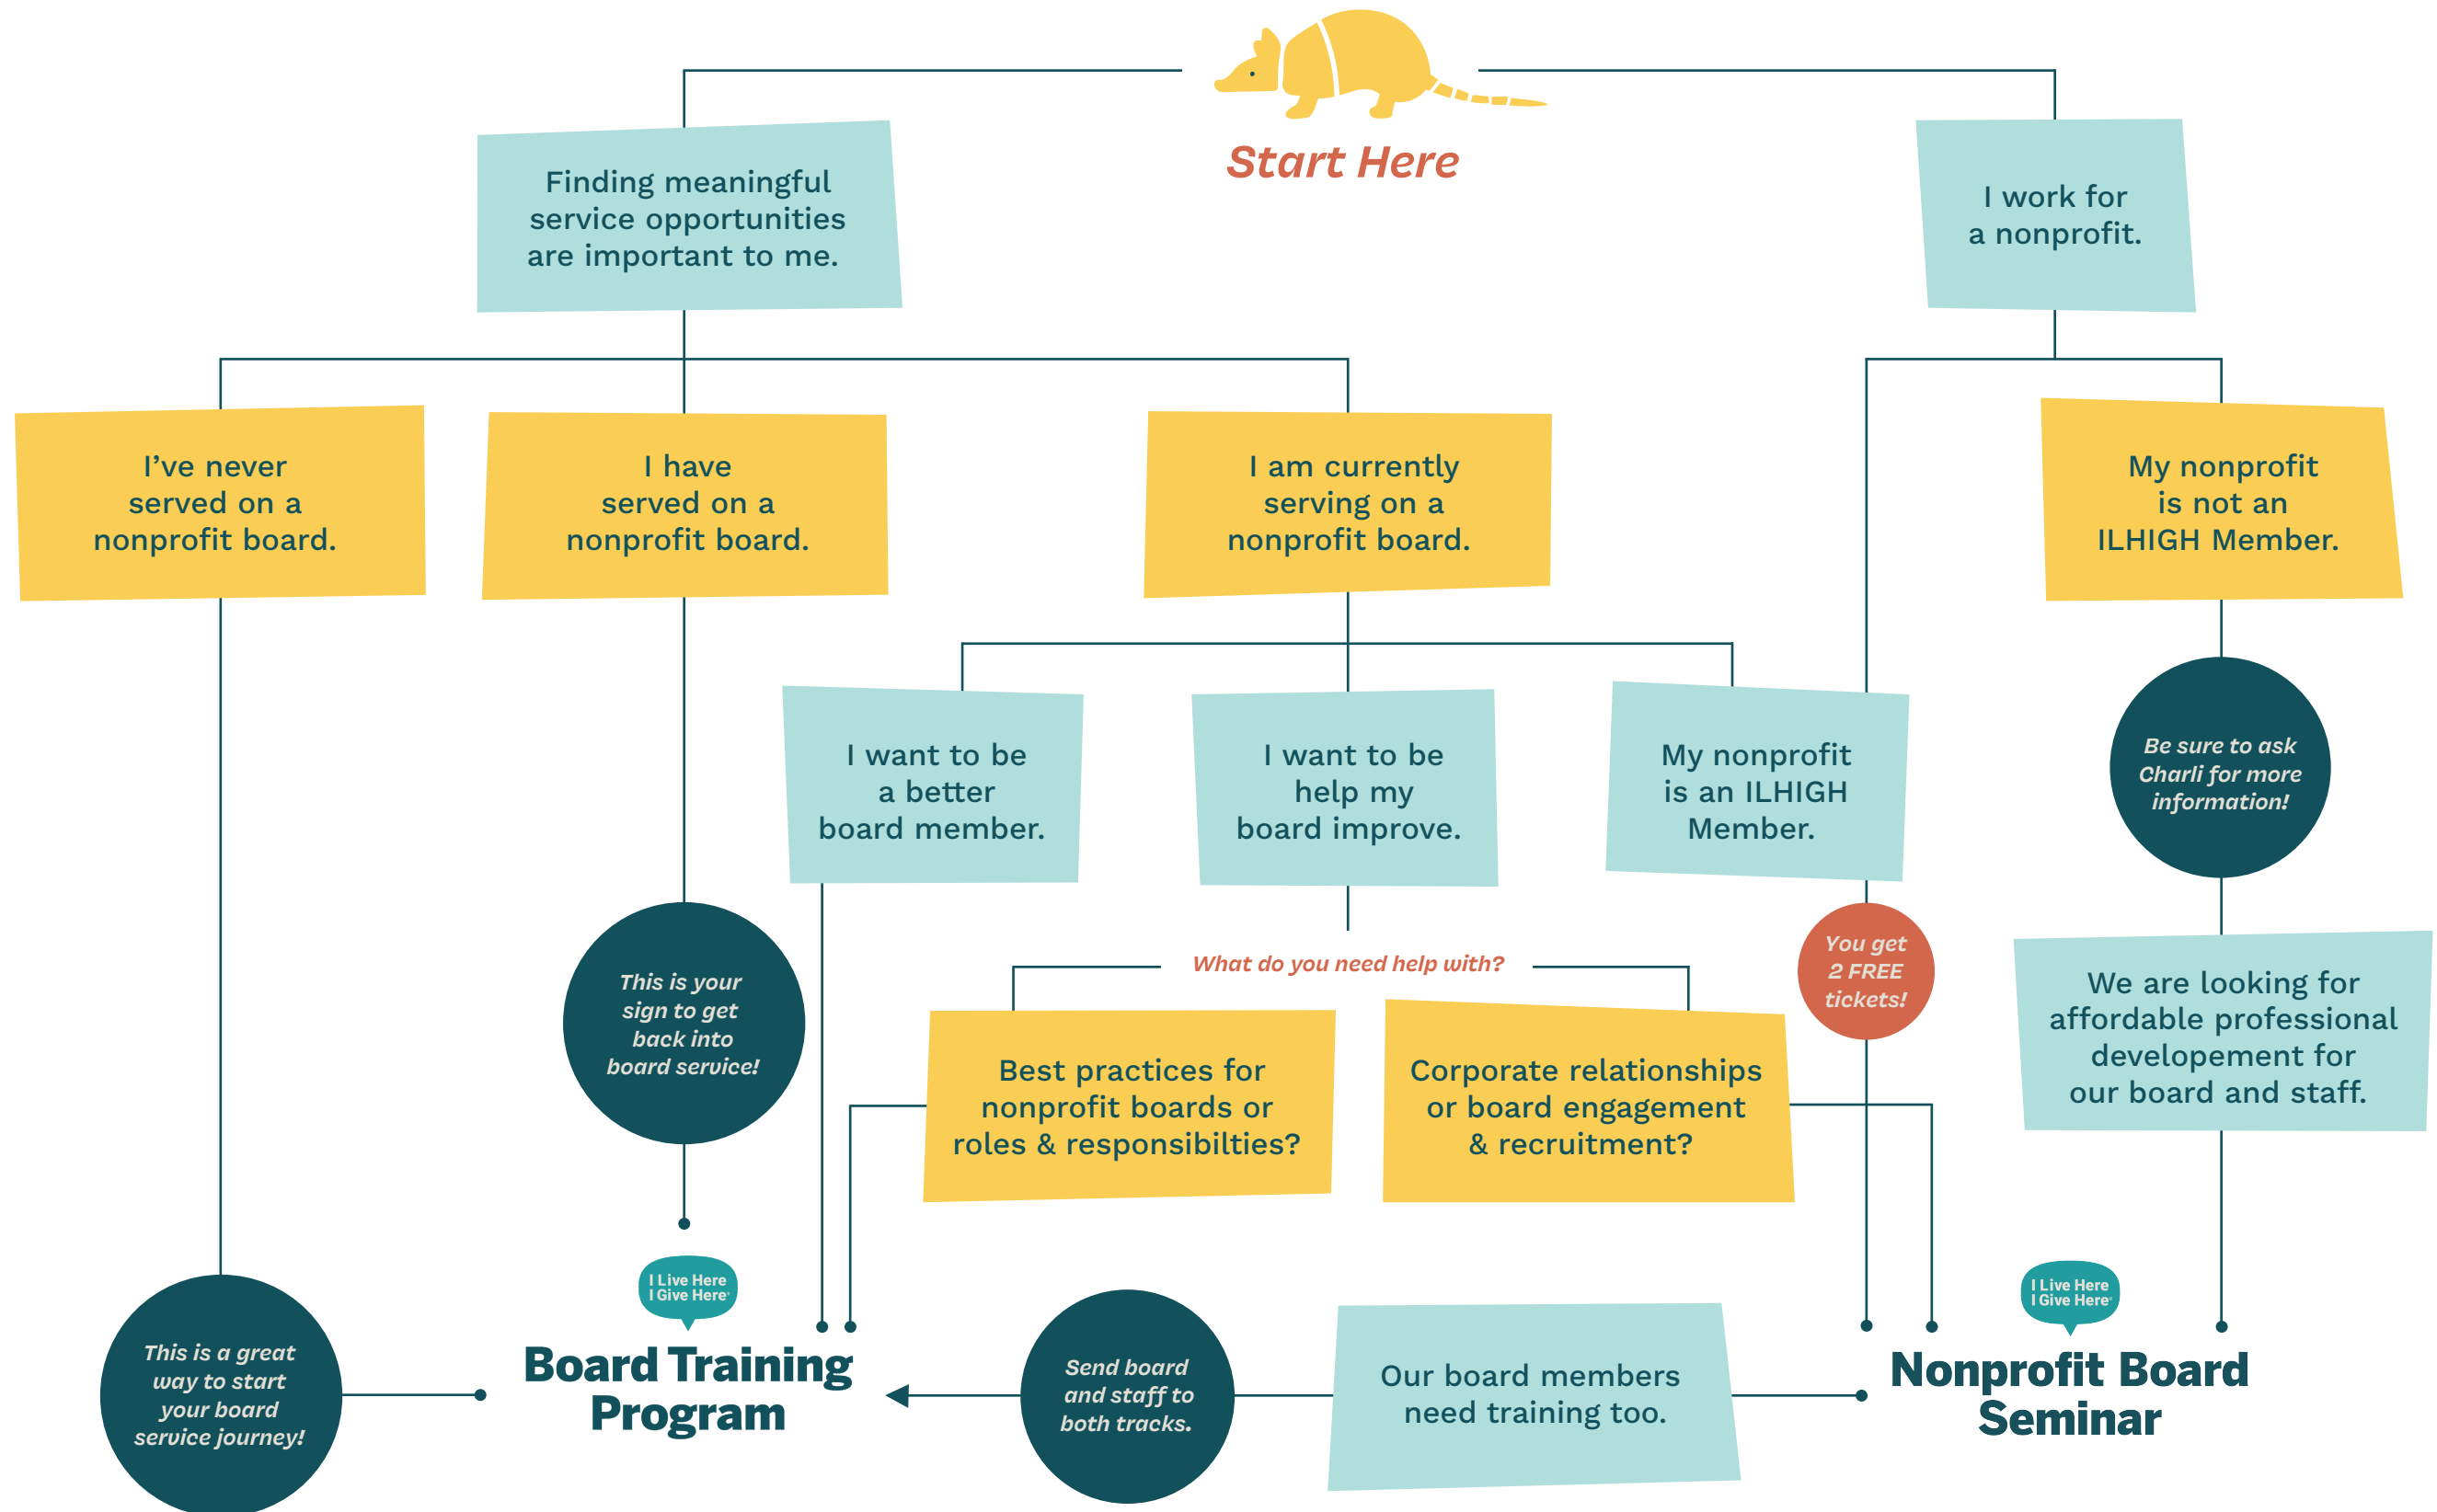 Start Here
Finding meaningful
service opportunities
are important to me.
I work for
a nonprofit.
I've never
served on a
nonprofit board.
I have
served on a
nonprofit board.
I am currently
serving on a
nonprofit board.
My nonprofit
is not an
ILHIGH Member.
I want to be
a better
board member.
I want to be
help my
board improve.
My nonprofit
is an ILHIGH
Member.
Be sure to ask
Charli for more
information!
This is your
sign to get
back into
board service!
What do you need help with?
You get
2 FREE
tickets!
We are looking for
affordable professional
developement for
our board and staff.
Best practices for
nonprofit boards or
roles & responsibilties?
Corporate relationships
or board engagement
& recruitment?
This is a great
way to start
your board
service journey!
I Live Here
I Give Here®
Board Training
Program
Send board
and staff to
both tracks.
Our board members
need training too.
I Live Here
I Give Here®
Nonprofit Board
Seminar